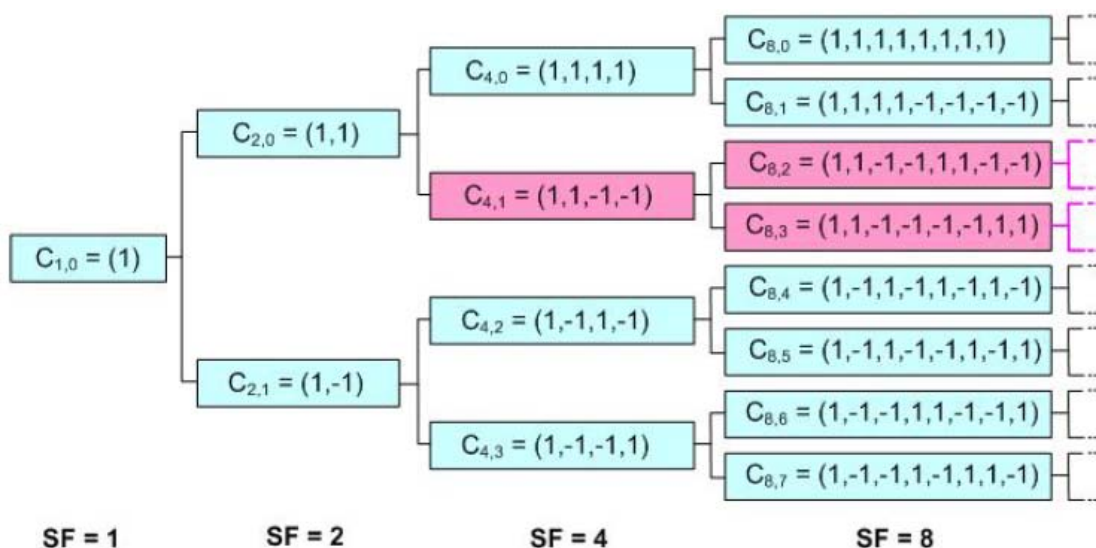 C8,0 = (1,1,1,1,1,1,1,1)
C4,0 = (1,1,1,1)
C8,1 = (1,1,1,1,-1,-1,-1,-1)
C2,0 = (1,1)
C8,2 = (1,1,-1,-1,1,1,-1,-1)
C4,1 = (1,1,-1,-1)
C8,3 = (1,1,-1,-1,-1,-1,1,1)
C1,0 = (1)
C8,4 = (1,-1,1,-1,1,-1,1,-1)
C4,2 = (1,-1,1,-1)
C8,5 = (1,-1,1,-1,-1,1,-1,1)
C2,1 = (1,-1)
C8,6 = (1,-1,-1,1,1,-1,-1,1)
C4,3 = (1,-1,-1,1)
C8,7 = (1,-1,-1,1,-1,1,1,-1)
SF = 1 SF = 2 SF = 4 SF = 8